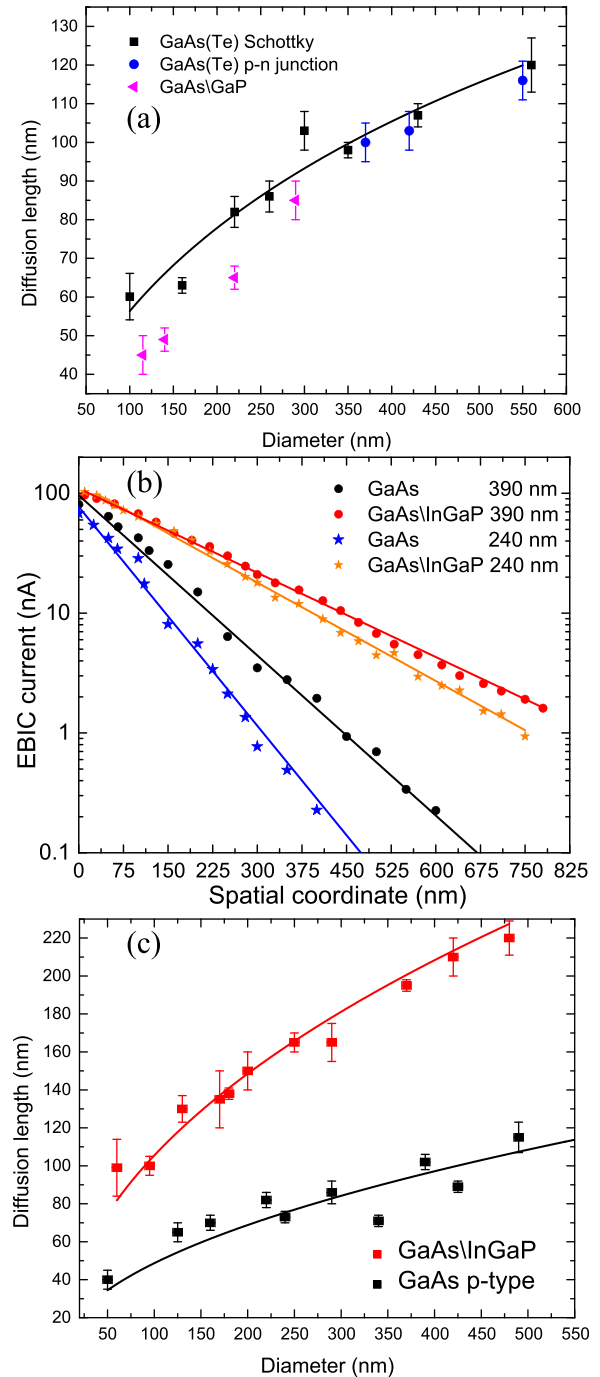 GaAs(Te) Schottky
GaAs(Te) p-n junction
GaAs\GaP
(a)
Diffusion length (nm)
130
120
110
100
90
80
70
60
50
40
50 100 150 200 250 300 350 400 450 500 550 600
Diameter (nm)
(b)
GaAs 390 nm
GaAs\InGaP 390 nm
GaAs 240 nm
GaAs\InGaP 240 nm
EBIC current (nA)
100
10
1
0.1
0 75 150 225 300 375 450 525 600 675 750 825
Spatial coordinate (nm)
(c)
Diffusion length (nm)
220
200
180
160
140
120
100
80
60
40
20
GaAs\InGaP
GaAs p-type
50 100 150 200 250 300 350 400 450 500 550
Diameter (nm)